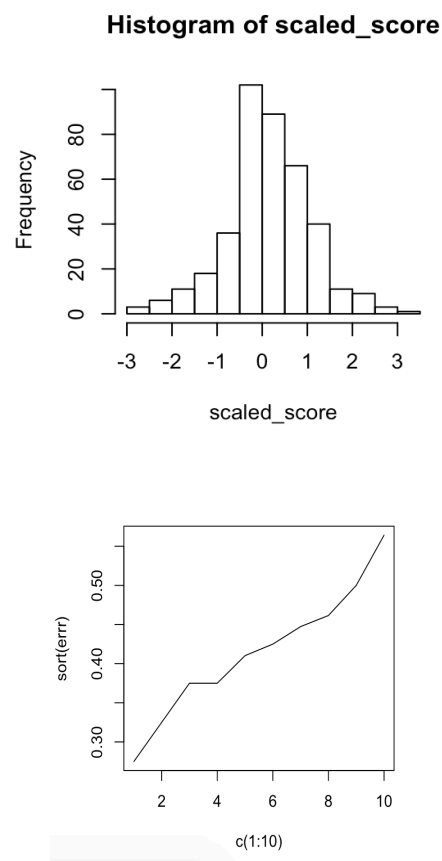 Histogram of scaled_score
Frequency
80
60
40
20
0
-3 -2 -1 0 1 2 3
scaled_score
sort(errr)
0.50
0.40
0.30
2 4 6 8 10
c(1:10)